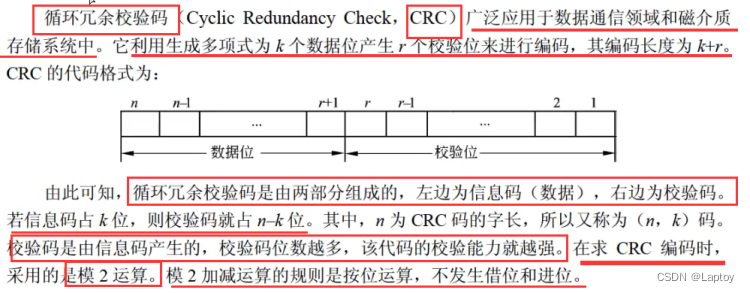 循环冗余校验码（Cyclic Redundancy Check，CRC）广泛应用于数据通信领域和磁介质
存储系统中。它利用生成多项式为 k 个数据位产生 r 个校验位来进行编码，其编码长度为 k+r。
CRC 的代码格式为：
n n–1 r+1 r r–1 2 1
... ...
数据位 校验位
由此可知，循环冗余校验码是由两部分组成的，左边为信息码（数据），右边为校验码。
若信息码占 k 位，则校验码就占 n–k 位。其中，n 为 CRC 码的字长，所以又称为（n，k）码。
校验码是由信息码产生的，校验码位数越多，该代码的校验能力就越强。在求 CRC 编码时，
采用的是模 2 运算。模 2 加减运算的规则是按位运算，不发生借位和进位。
CSDN @Laptoy